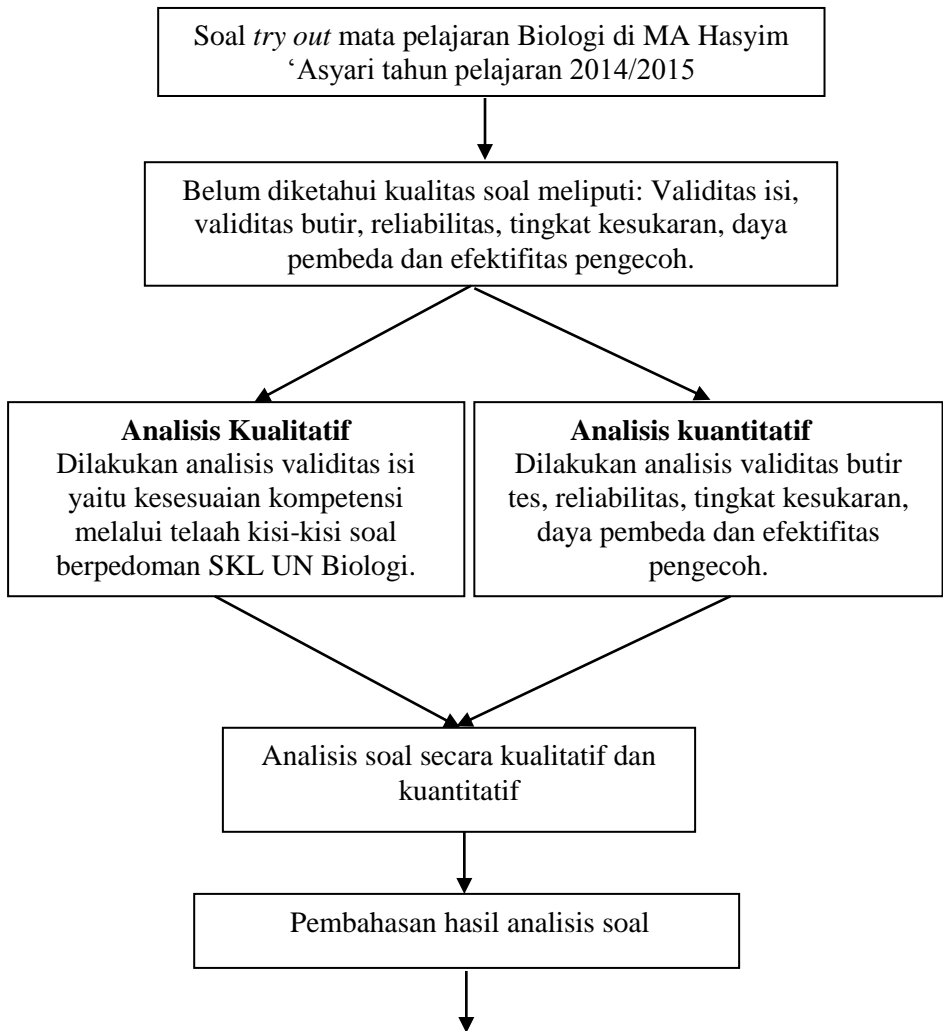 Soal try out mata pelajaran Biologi di MA Hasyim
‘Asyari tahun pelajaran 2014/2015
Belum diketahui kualitas soal meliputi: Validitas isi,
validitas butir, reliabilitas, tingkat kesukaran, daya
pembeda dan efektifitas pengecoh.
Analisis Kualitatif
Dilakukan analisis validitas isi
yaitu kesesuaian kompetensi
melalui telaah kisi-kisi soal
berpedoman SKL UN Biologi.
Analisis kuantitatif
Dilakukan analisis validitas butir
tes, reliabilitas, tingkat kesukaran,
daya pembeda dan efektifitas
pengecoh.
Analisis soal secara kualitatif dan
kuantitatif
Pembahasan hasil analisis soal